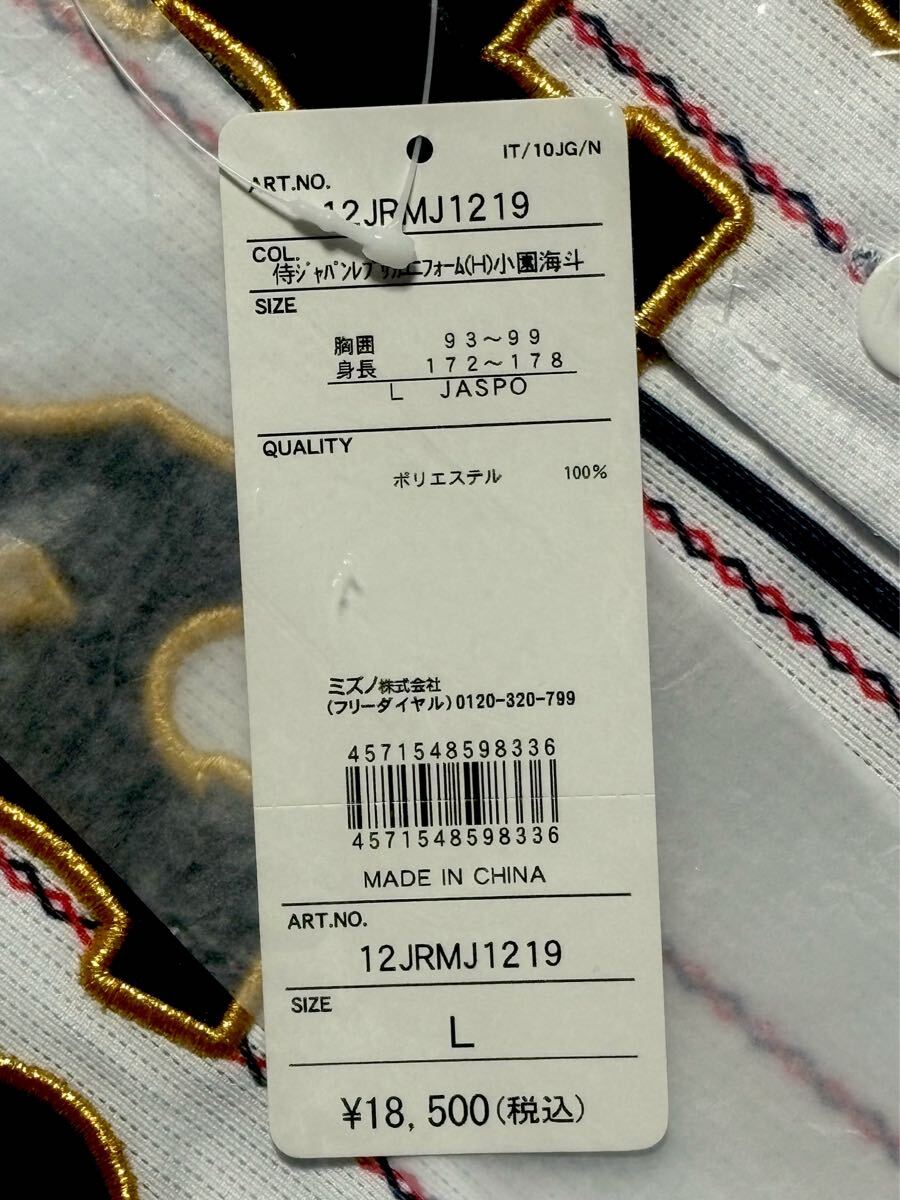 IT/10JG/N
ART.NO.
12JRMJ1219
COL.
侍ｼﾞｬﾊﾟﾝﾚﾌﾟﾘｶﾕﾆﾌｫｰﾑ(H)小園海斗
SIZE
胸囲 93～99
身長 172～178
L JASPO
QUALITY
ポリエステル 100%
ミズノ株式会社
(フリーダイヤル)0120-320-799
4571548598336
4571548598336
MADE IN CHINA
ART.NO.
12JRMJ1219
SIZE
L
¥18,500(税込)